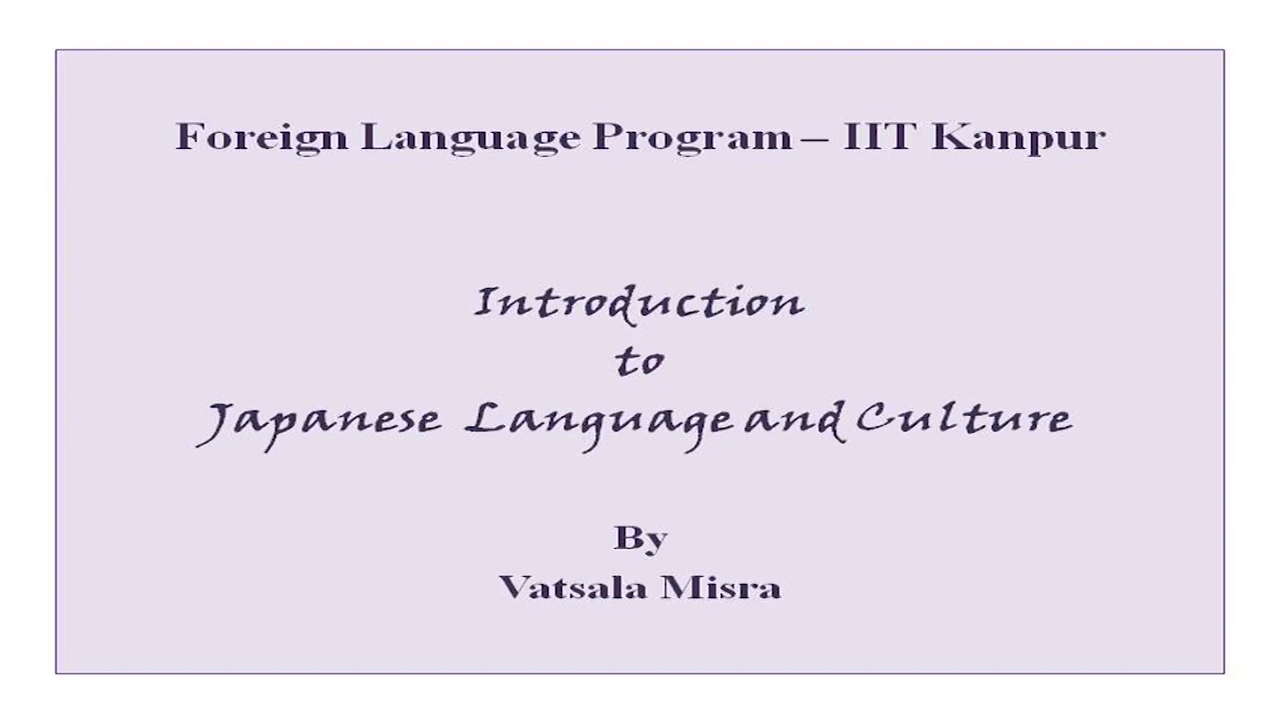 Foreign Language Program – IIT Kanpur
Introduction
to
Japanese Language and Culture
By
Vatsala Misra